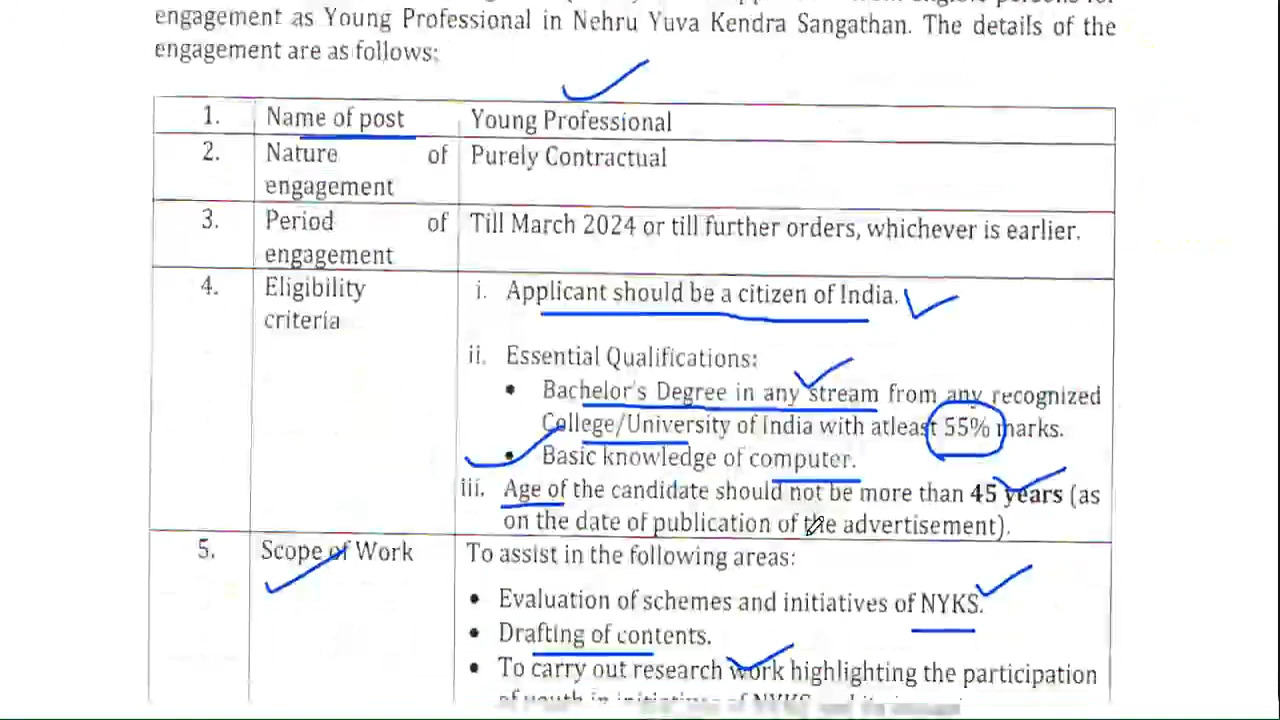 engagement as Young Professional in Nehru Yuva Kendra Sangathan. The details of the
engagement are as follows:
1. Name of post Young Professional
2. Nature of engagement Purely Contractual
3. Period of engagement Till March 2024 or till further orders, whichever is earlier.
4. Eligibility criteria
i. Applicant should be a citizen of India.
ii. Essential Qualifications:
• Bachelor's Degree in any stream from any recognized
College/University of India with atleast 55% marks.
• Basic knowledge of computer.
iii. Age of the candidate should not be more than 45 years (as
on the date of publication of the advertisement).
5. Scope of Work To assist in the following areas:
• Evaluation of schemes and initiatives of NYKS.
• Drafting of contents.
• To carry out research work highlighting the participation